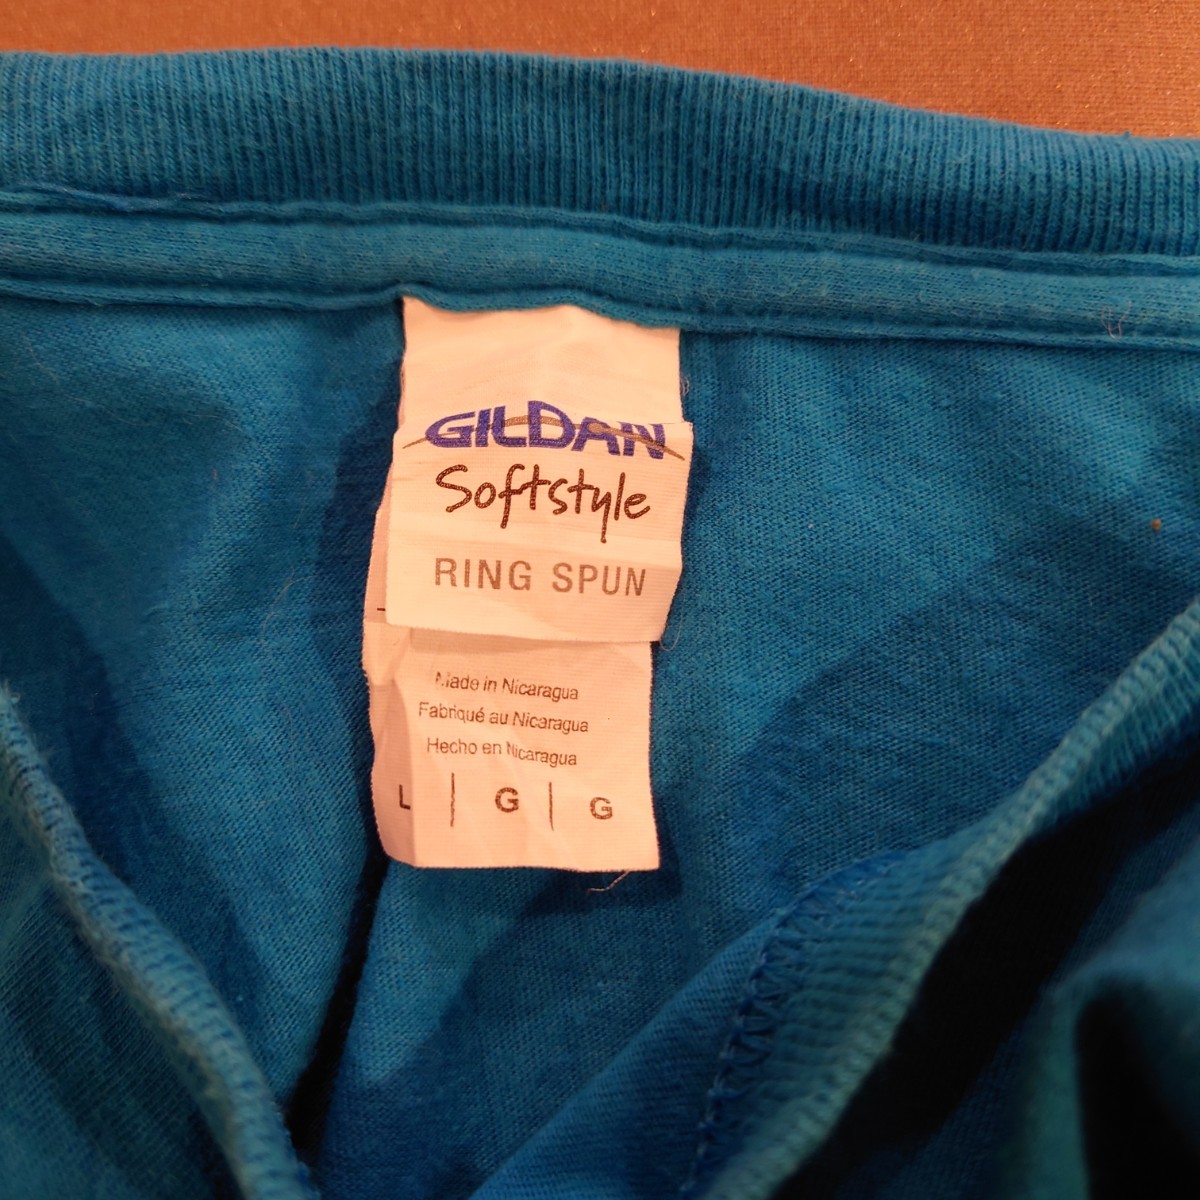 GILDAN
Softstyle
RING SPUN
Made in Nicaragua
Fabriqué au Nicaragua
Hecho en Nicaragua
L | G | G